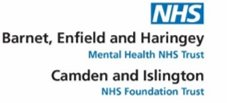 NHS
Barnet, Enfield and Haringey
Mental Health NHS Trust
Camden and Islington
NHS Foundation Trust